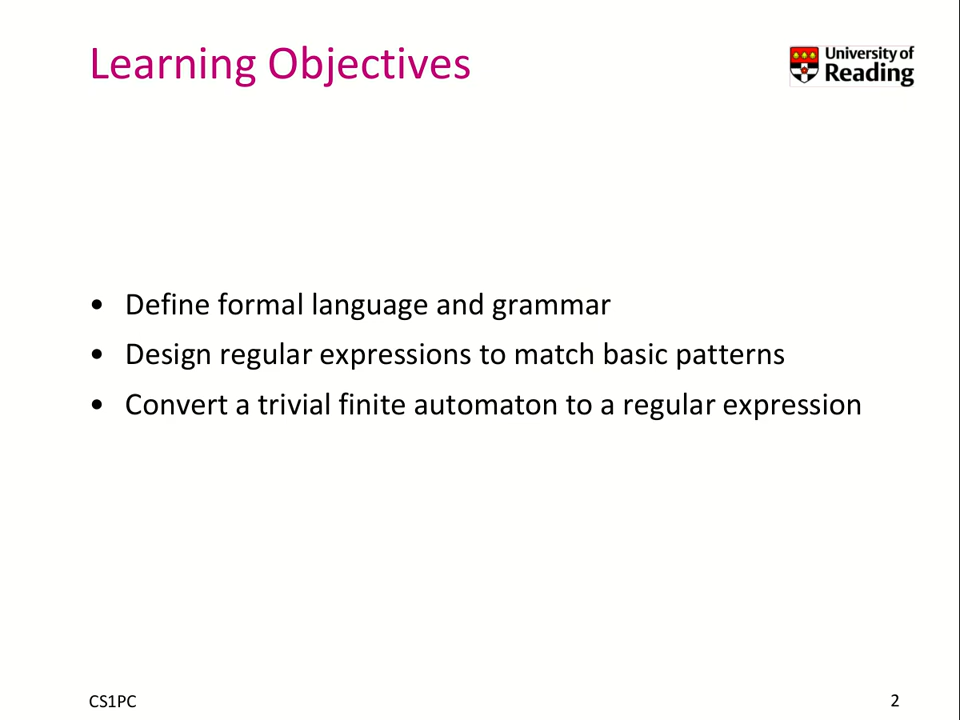 Learning Objectives
University of
Reading
• Define formal language and grammar
• Design regular expressions to match basic patterns
• Convert a trivial finite automaton to a regular expression
CS1PC
2